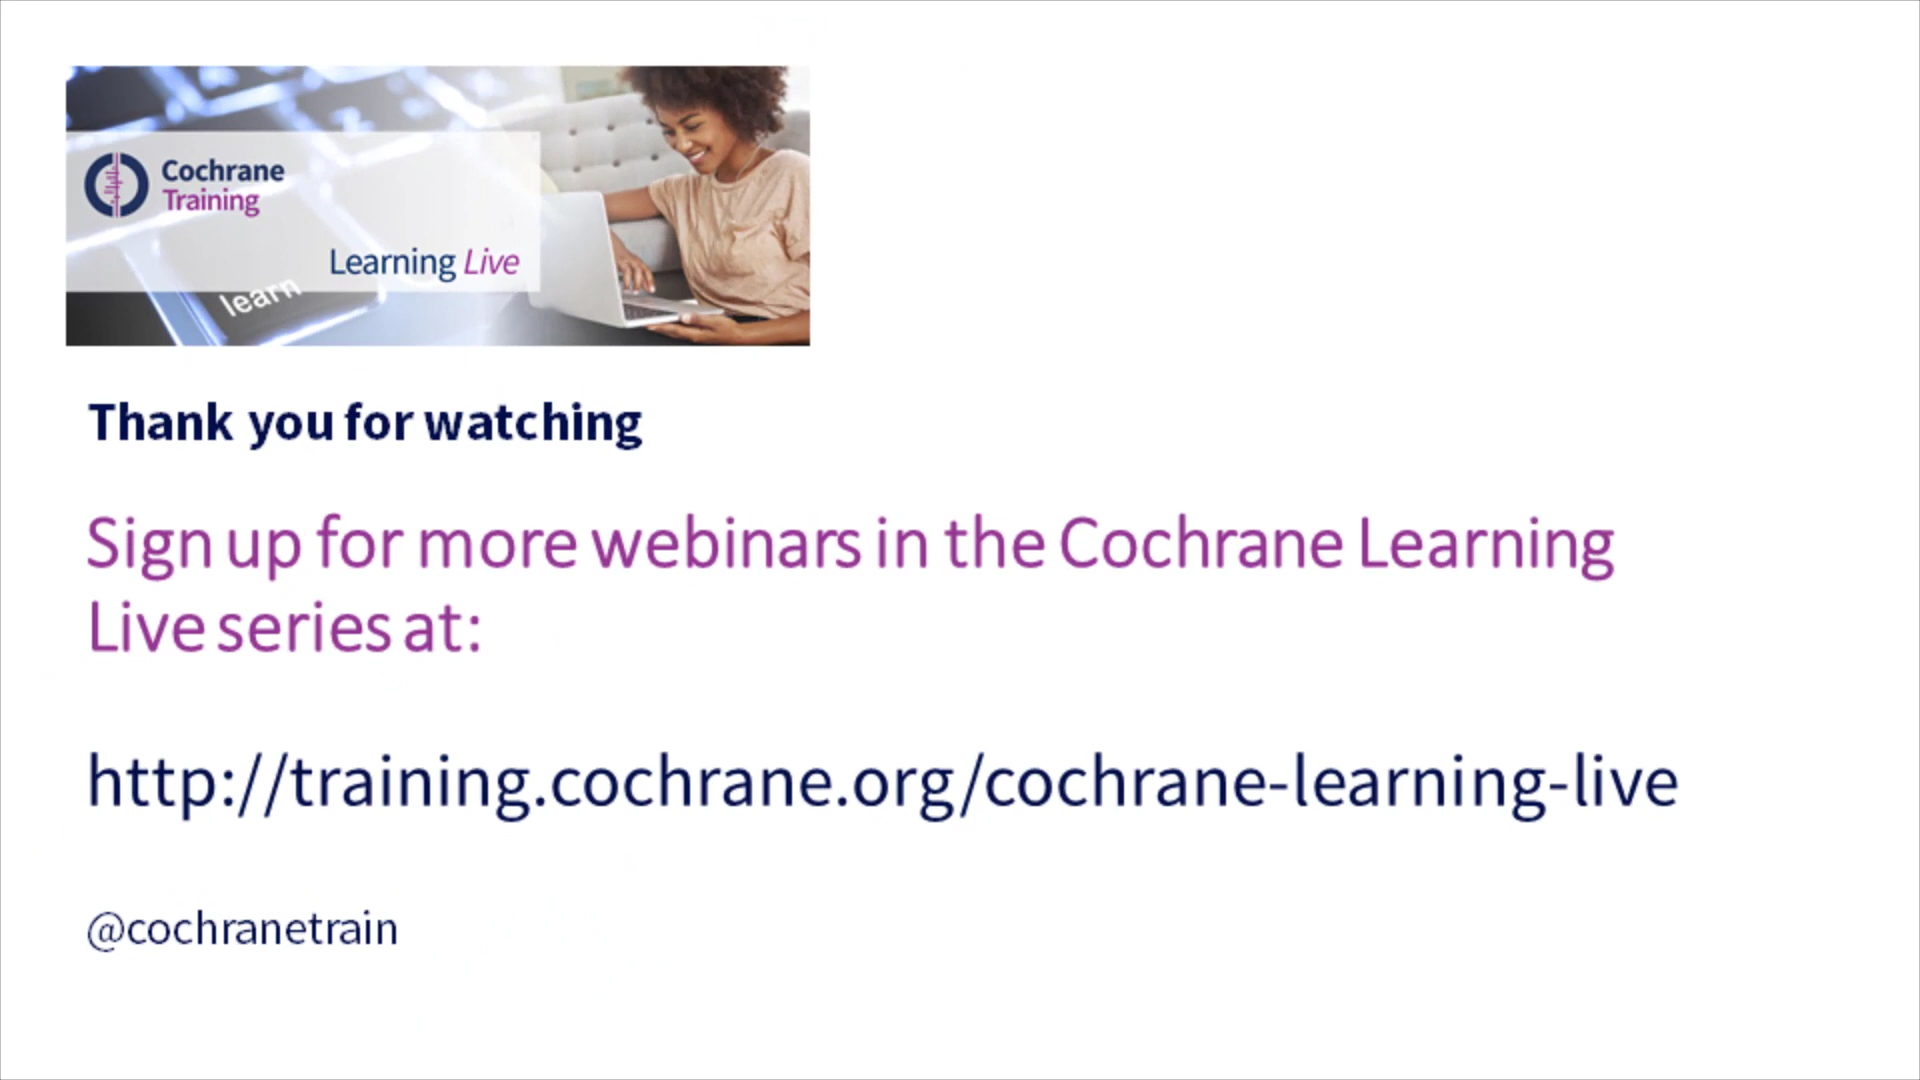 Cochrane
Training
Learning Live
learn
Thank you for watching
Sign up for more webinars in the Cochrane Learning
Live series at:
http://training.cochrane.org/cochrane-learning-live
@cochranetrain